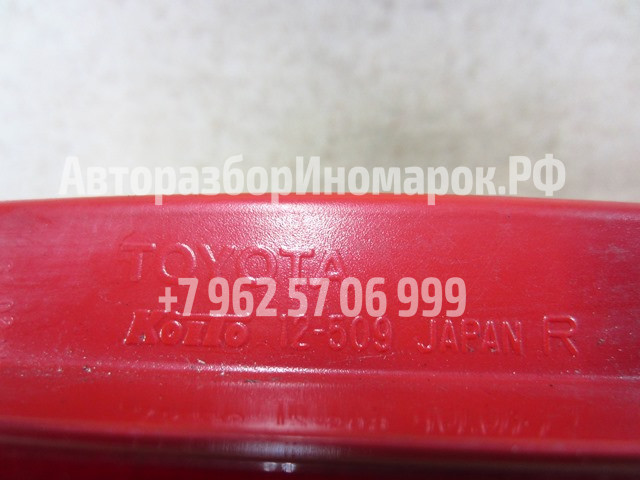 АвторазборИномарок.РФ
TOYOTA
+7 962 57 06 999
Koito 12-509 JAPAN R